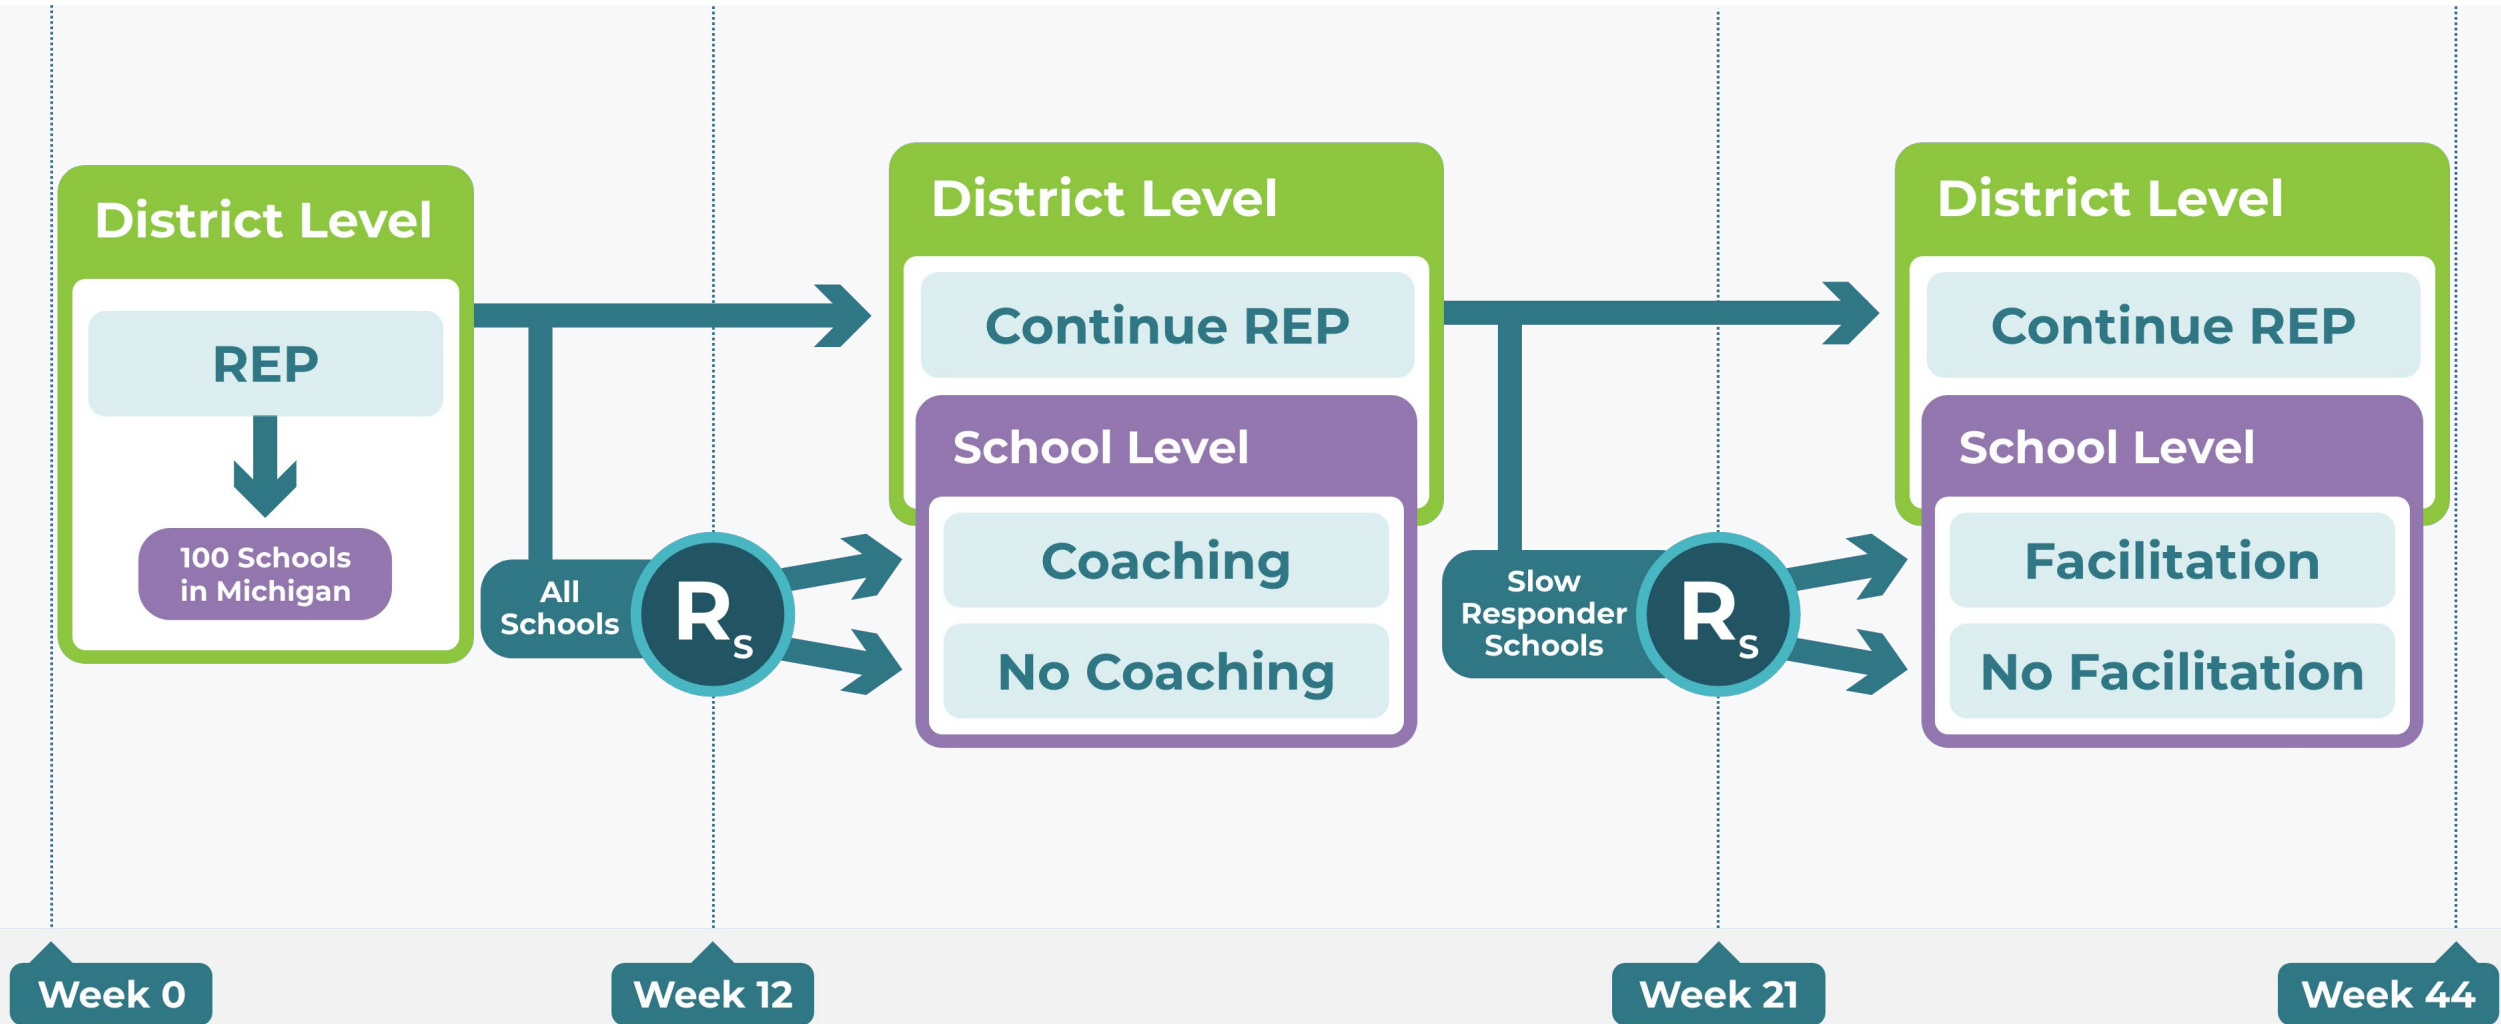 District Level
REP
100 Schools
in Michigan
All
Schools
Rs
District Level
Continue REP
School Level
Coaching
No Coaching
Slow
Responder
Schools
Rs
District Level
Continue REP
School Level
Facilitation
No Facilitation
Week 0
Week 12
Week 21
Week 44